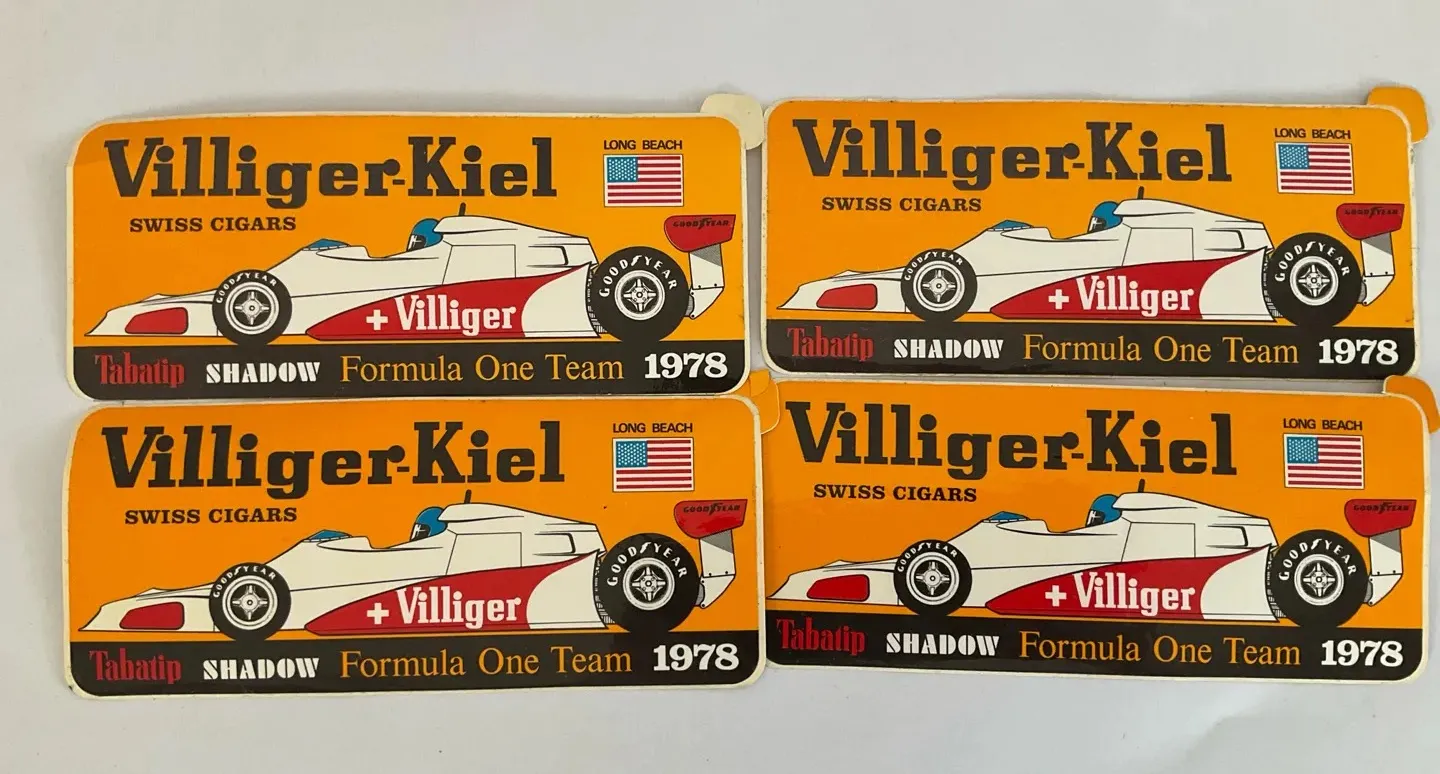 Villiger-Kiel
LONG BEACH
SWISS CIGARS
GOODYEAR
GOODYEAR
GOODYEAR
+ Villiger
Tabatip SHADOW Formula One Team 1978
Villiger-Kiel
LONG BEACH
SWISS CIGARS
GOODYEAR
GOODYEAR
GOODYEAR
+ Villiger
Tabatip SHADOW Formula One Team 1978
Villiger-Kiel
LONG BEACH
SWISS CIGARS
GOODYEAR
GOODYEAR
GOODYEAR
+ Villiger
Tabatip SHADOW Formula One Team 1978
Villiger-Kiel
LONG BEACH
SWISS CIGARS
GOODYEAR
GOODYEAR
GOODYEAR
+ Villiger
Tabatip SHADOW Formula One Team 1978